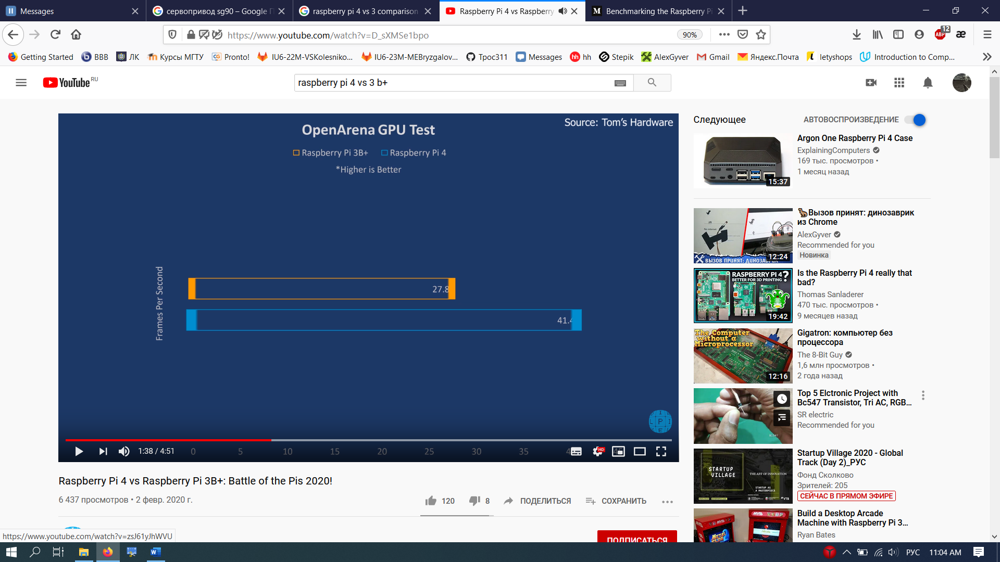 Messages
сервопривод sg90 – Google П
raspberry pi 4 vs 3 comparison
Raspberry Pi 4 vs Raspberry
Benchmarking the Raspberry Pi
https://www.youtube.com/watch?v=D_sXMSe1bpo
90%
ABP
12
æ
Getting Started
BBB
ЛК
Курсы МГТУ
CG
Pronto!
IU6-22M-VSKolesniko...
IU6-23M-MEBryzgalov...
Трос311
Messages
hh
hh
Stepik
AlexGyver
Gmail
Яндекс.Почта
letyshops
Introduction to Comp...
YouTube RU
raspberry pi 4 vs 3 b+
OpenArena GPU Test
Source: Tom's Hardware
Raspberry Pi 3B+
Raspberry Pi 4
*Higher is Better
Frames Per Second
27.8
41.4
1:38 / 4:51
0
5
10
15
20
25
30
35
HD
Raspberry Pi 4 vs Raspberry Pi 3B+: Battle of the Pis 2020!
6 437 просмотров • 2 февр. 2020 г.
120
8
ПОДЕЛИТЬСЯ
СОХРАНИТЬ
ПОДПИСАТЬСЯ
Следующее
АВТОВОСПРОИЗВЕДЕНИЕ
15:37
Argon One Raspberry Pi 4 Case
ExplainingComputers
169 тыс. просмотров •
1 месяц назад
12:24
ВЫЗОВ ПРИНЯТ: ДИНОЗАВРИК
Вызов принят: динозаврик
из Chrome
AlexGyver
Recommended for you
Новинка
RASPBERRY PI 4?
BETTER FOR 3D PRINTING
19:42
Is the Raspberry Pi 4 really that
bad?
Thomas Sanladerer
470 тыс. просмотров •
9 месяцев назад
The Computer
without a
Microprocessor
12:16
Gigatron: компьютер без
процессора
The 8-Bit Guy
1,6 млн просмотров •
2 года назад
Top 5 Elctronic Project with
Bc547 Transistor, Tri AC, RGB...
SR electric
Recommended for you
STARTUP
VILLAGE
THE ART OF INNOVATION
STARTUP AS
A MASTERPIECE
Startup Village 2020 - Global
Track (Day 2)_РУС
Фонд Сколково
Зрителей: 205
СЕЙЧАС В ПРЯМОМ ЭФИРЕ
Build a Desktop Arcade
Machine with Raspberry Pi 3...
Ryan Bates
https://www.youtube.com/watch?v=zsJ61yJhWVU
РУС
11:04 AM